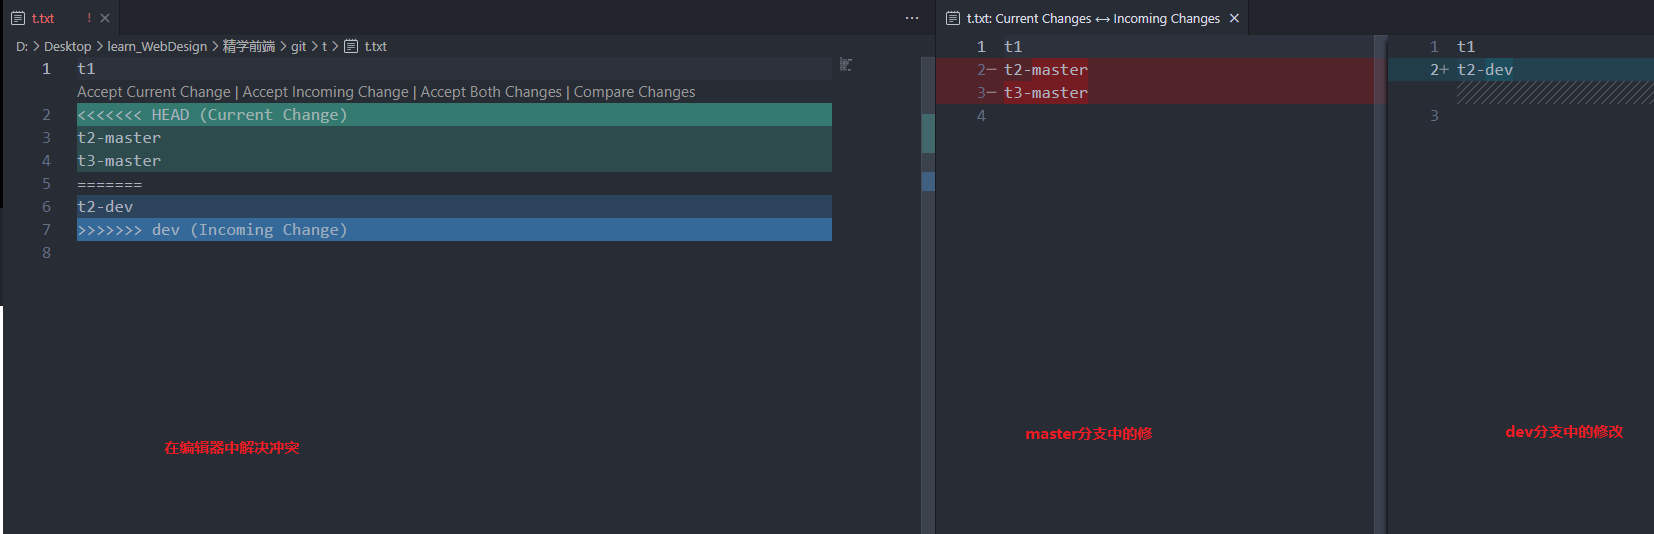 t.txt !
D: > Desktop > learn_WebDesign > 精学前端 > git > t > t.txt
1 t1
Accept Current Change | Accept Incoming Change | Accept Both Changes | Compare Changes
2 <<<<<<< HEAD (Current Change)
3 t2-master
4 t3-master
5 =======
6 t2-dev
7 >>>>>>> dev (Incoming Change)
8
在编辑器中解决冲突
t.txt: Current Changes ↔ Incoming Changes
1 t1
2− t2-master
3− t3-master
4
master分支中的修
1 t1
2+ t2-dev
3
dev分支中的修改